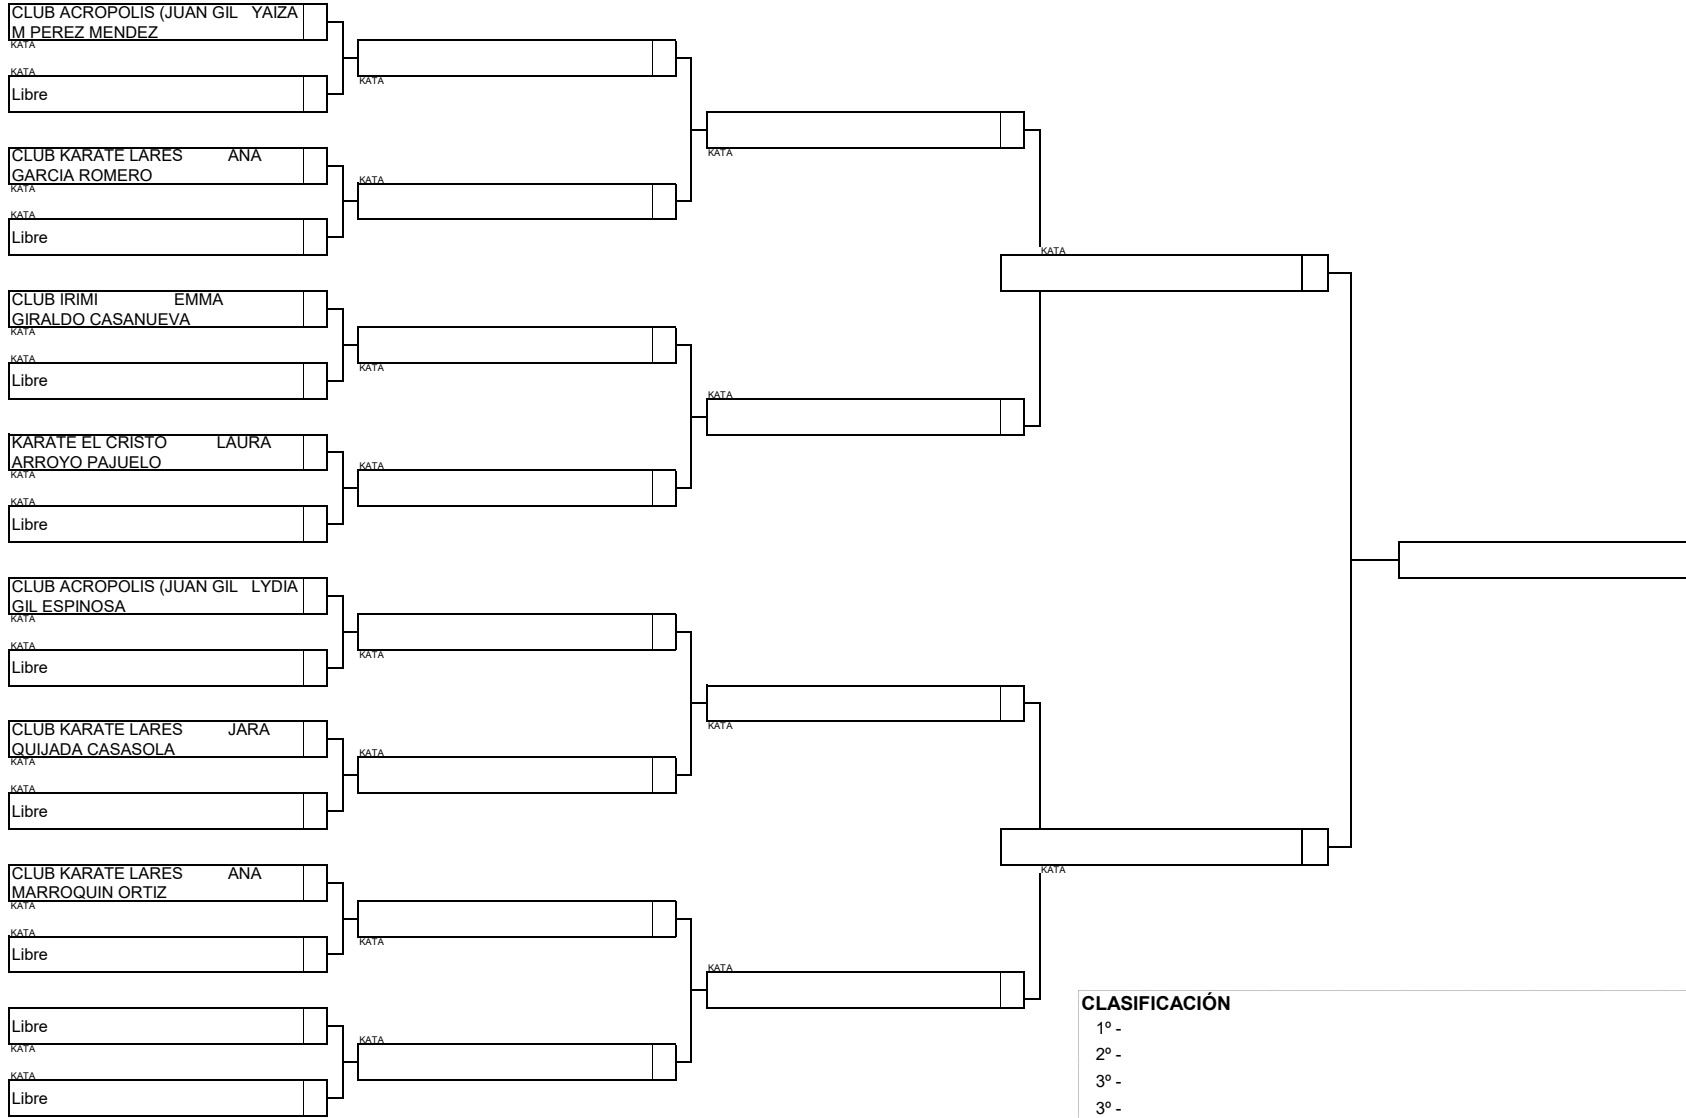 CLUB ACROPOLIS (JUAN GIL YAIZA
M PEREZ MENDEZ
KATA
KATA
Libre
CLUB KARATE LARES ANA
GARCIA ROMERO
KATA
KATA
Libre
CLUB IRIMI EMMA
GIRALDO CASANUEVA
KATA
KATA
Libre
KARATE EL CRISTO LAURA
ARROYO PAJUELO
KATA
KATA
Libre
CLUB ACROPOLIS (JUAN GIL LYDIA
GIL ESPINOSA
KATA
KATA
Libre
CLUB KARATE LARES JARA
QUIJADA CASASOLA
KATA
KATA
Libre
CLUB KARATE LARES ANA
MARROQUIN ORTIZ
KATA
KATA
Libre
Libre
KATA
KATA
Libre
KATA
KATA
KATA
KATA
KATA
KATA
KATA
KATA
KATA
KATA
KATA
KATA
KATA
KATA
CLASIFICACIÓN
1º -
2º -
3º -
3º -